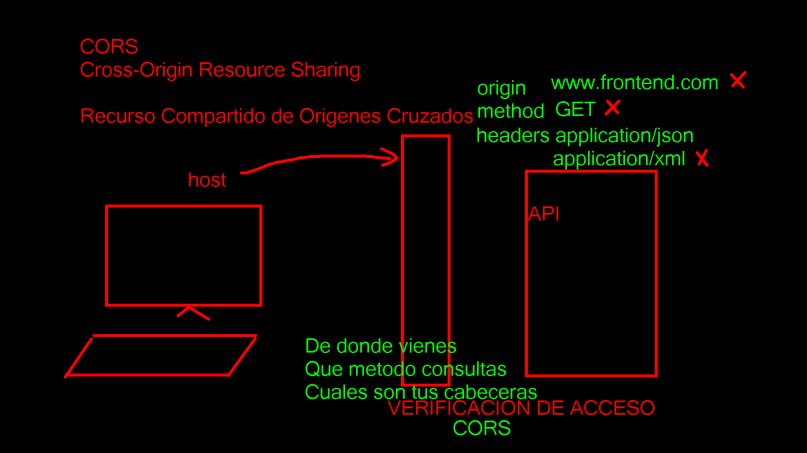 CORS
Cross-Origin Resource Sharing
Recurso Compartido de Origenes Cruzados
origin www.frontend.com
method GET
headers application/json
application/xml
host
API
De donde vienes
Que metodo consultas
Cuales son tus cabeceras
VERIFICACION DE ACCESO
CORS